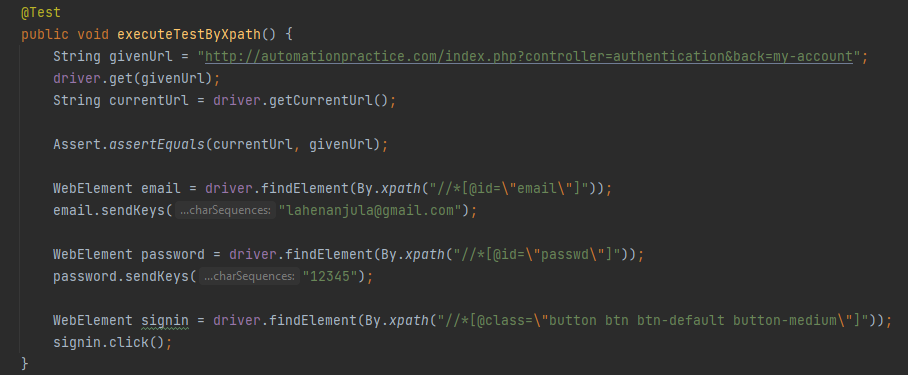 @Test
public void executeTestByXpath() {
String givenUrl = "http://automationpractice.com/index.php?controller=authentication&back=my-account";
driver.get(givenUrl);
String currentUrl = driver.getCurrentUrl();
Assert.assertEquals(currentUrl, givenUrl);
WebElement email = driver.findElement(By.xpath("//*[@id=\"email\"]"));
email.sendKeys( ...charSequences: "lahenanjula@gmail.com");
WebElement password = driver.findElement(By.xpath("//*[@id=\"passwd\"]"));
password.sendKeys( ...charSequences: "12345");
WebElement signin = driver.findElement(By.xpath("//*[@class=\"button btn btn-default button-medium\"]"));
signin.click();
}